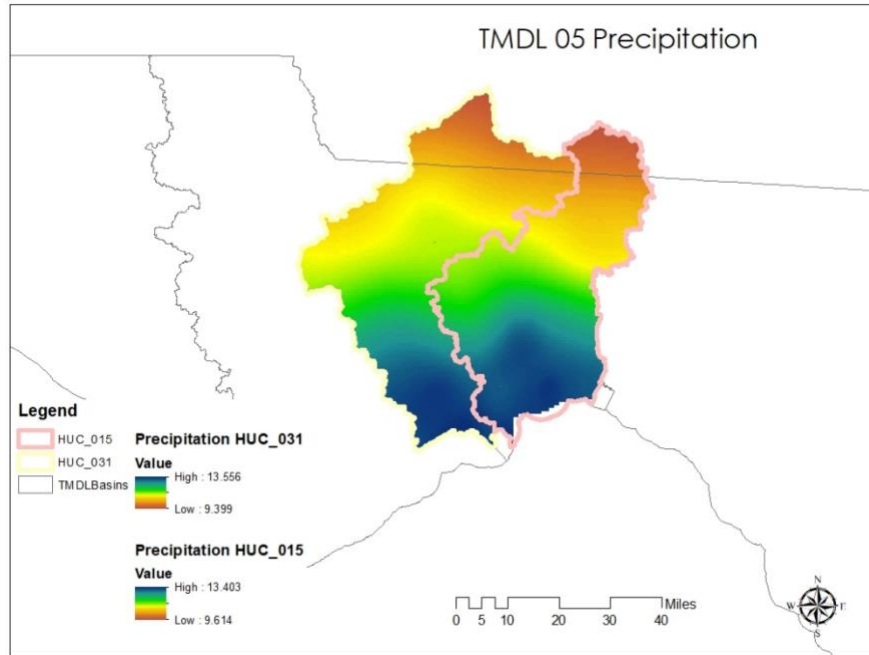 TMDL 05 Precipitation
Legend
HUC_015
HUC_031
TMDLBasins
Precipitation HUC_031
Value
High : 13.556
Low : 9.399
Precipitation HUC_015
Value
High : 13.403
Low : 9.614
Miles
0 5 10 20 30 40
N
W E
S